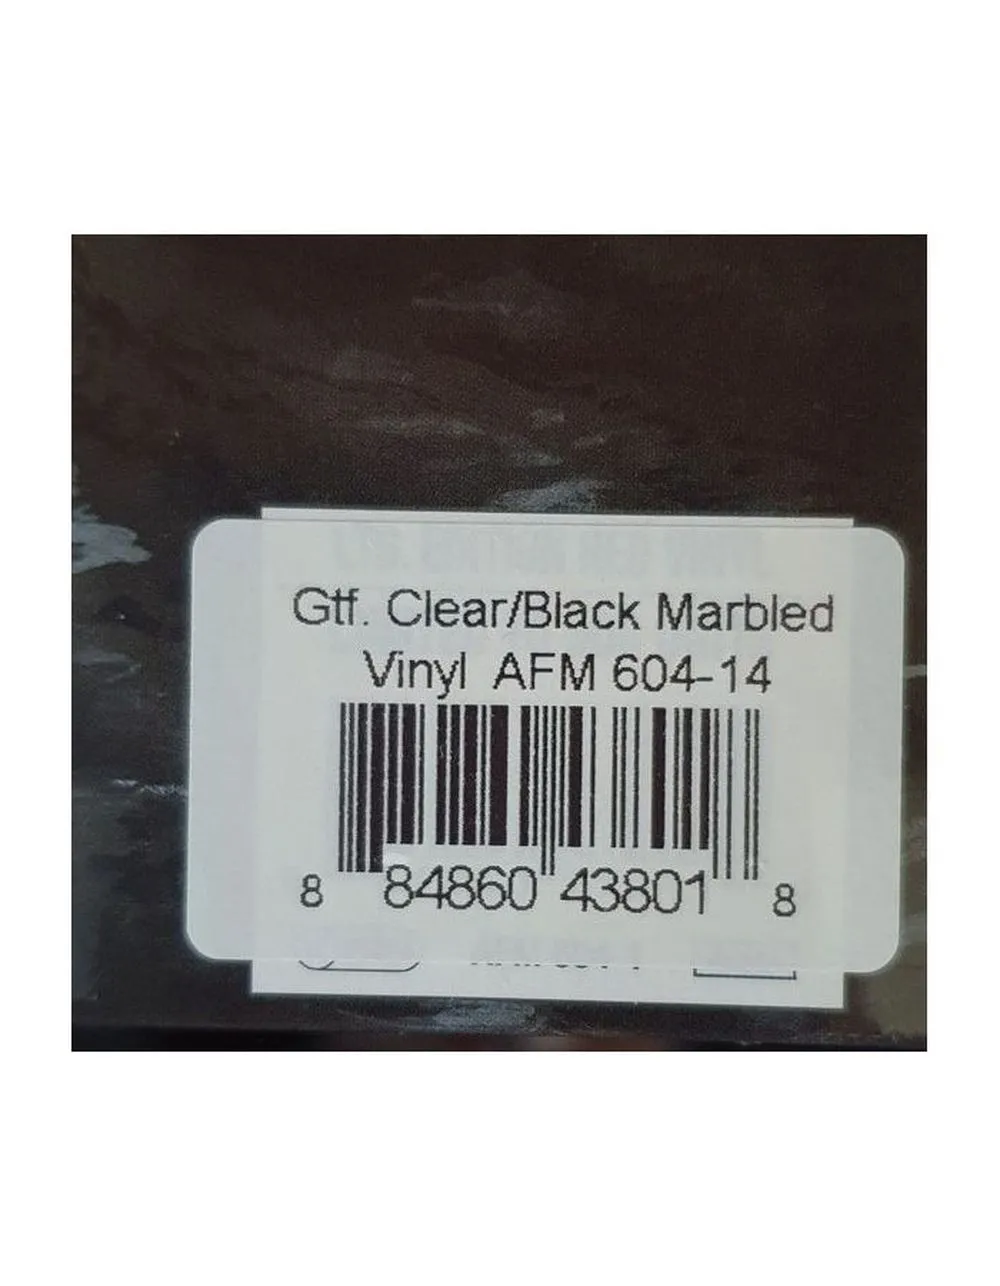 Gtf. Clear/Black Marbled
Vinyl AFM 604-14
8 84860 43801 8